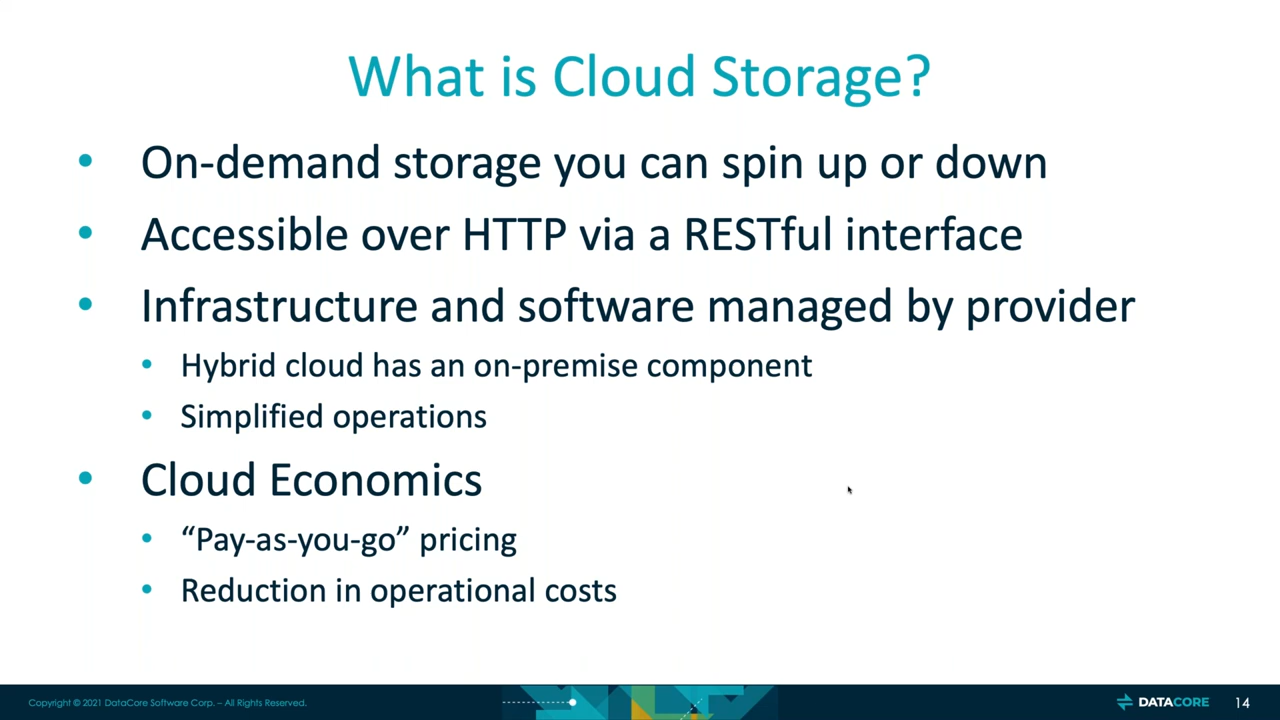 What is Cloud Storage?
• On-demand storage you can spin up or down
• Accessible over HTTP via a RESTful interface
• Infrastructure and software managed by provider
• Hybrid cloud has an on-premise component
• Simplified operations
• Cloud Economics
• “Pay-as-you-go” pricing
• Reduction in operational costs
Copyright © 2021 DataCore Software Corp. – All Rights Reserved.
DATACORE
14